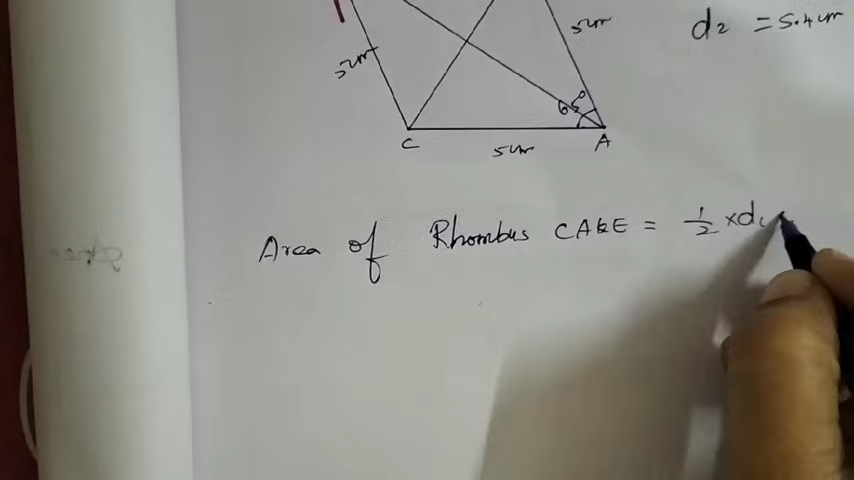 5cm
d2 = 5.4cm
5cm
65°
C
A
5cm
Area of Rhombus CAKE = 1/2 × d1